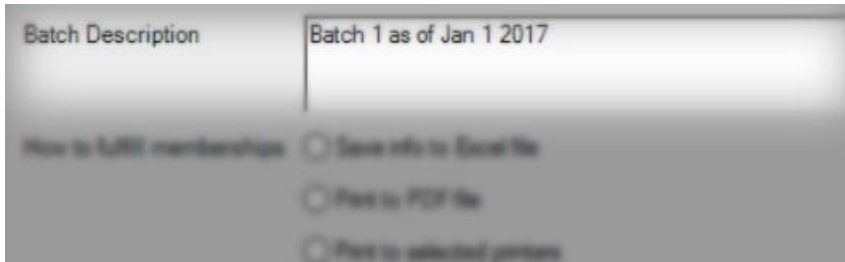 Batch Description
Batch 1 as of Jan 1 2017
How to fulfill memberships
Save info to Excel file
Print to PDF file
Print to selected printers